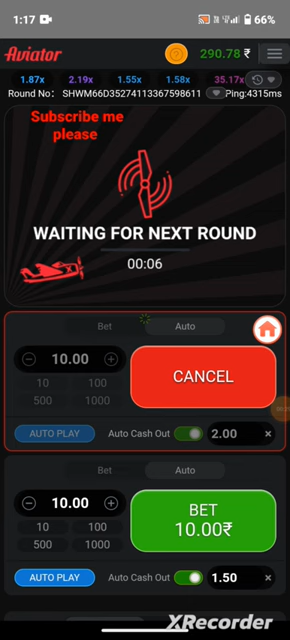 1:17 66%
Aviator 290.78 ₹
1.87x 2.19x 1.55x 1.58x 35.17x
Round No: SHWM66D35274113367598611 Ping:4315ms
Subscribe me
please
WAITING FOR NEXT ROUND
00:06
Bet Auto
10.00
10 100
500 1000
CANCEL
AUTO PLAY Auto Cash Out 2.00 ×
Bet Auto
10.00
10 100
500 1000
BET
10.00₹
AUTO PLAY Auto Cash Out 1.50 ×
XRecorder